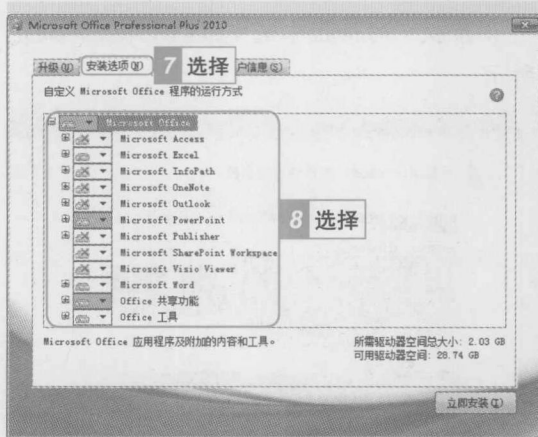 Microsoft Office Professional Plus 2010
升级(U) 安装选项(N) 7 选择 户信息(S)
自定义 Microsoft Office 程序的运行方式
Microsoft Office
Microsoft Access
Microsoft Excel
Microsoft InfoPath
Microsoft OneNote
Microsoft Outlook
Microsoft PowerPoint
8 选择
Microsoft Publisher
Microsoft SharePoint Workspace
Microsoft Visio Viewer
Microsoft Word
Office 共享功能
Office 工具
Microsoft Office 应用程序及附加的内容和工具。
所需驱动器空间总大小: 2.03 GB
可用驱动器空间: 28.74 GB
立即安装(I)